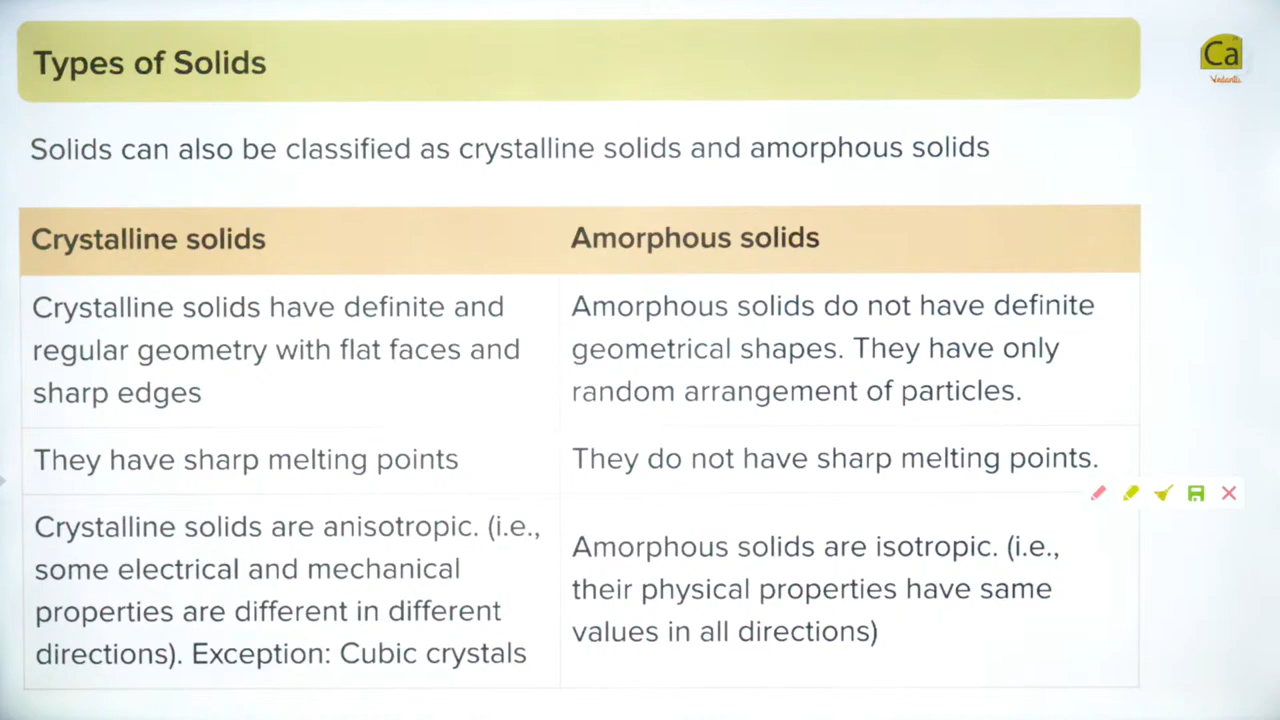 Types of Solids
Ca
Vedantu
Solids can also be classified as crystalline solids and amorphous solids
Crystalline solids
Amorphous solids
Crystalline solids have definite and
regular geometry with flat faces and
sharp edges
Amorphous solids do not have definite
geometrical shapes. They have only
random arrangement of particles.
They have sharp melting points
They do not have sharp melting points.
Crystalline solids are anisotropic. (i.e.,
some electrical and mechanical
properties are different in different
directions). Exception: Cubic crystals
Amorphous solids are isotropic. (i.e.,
their physical properties have same
values in all directions)